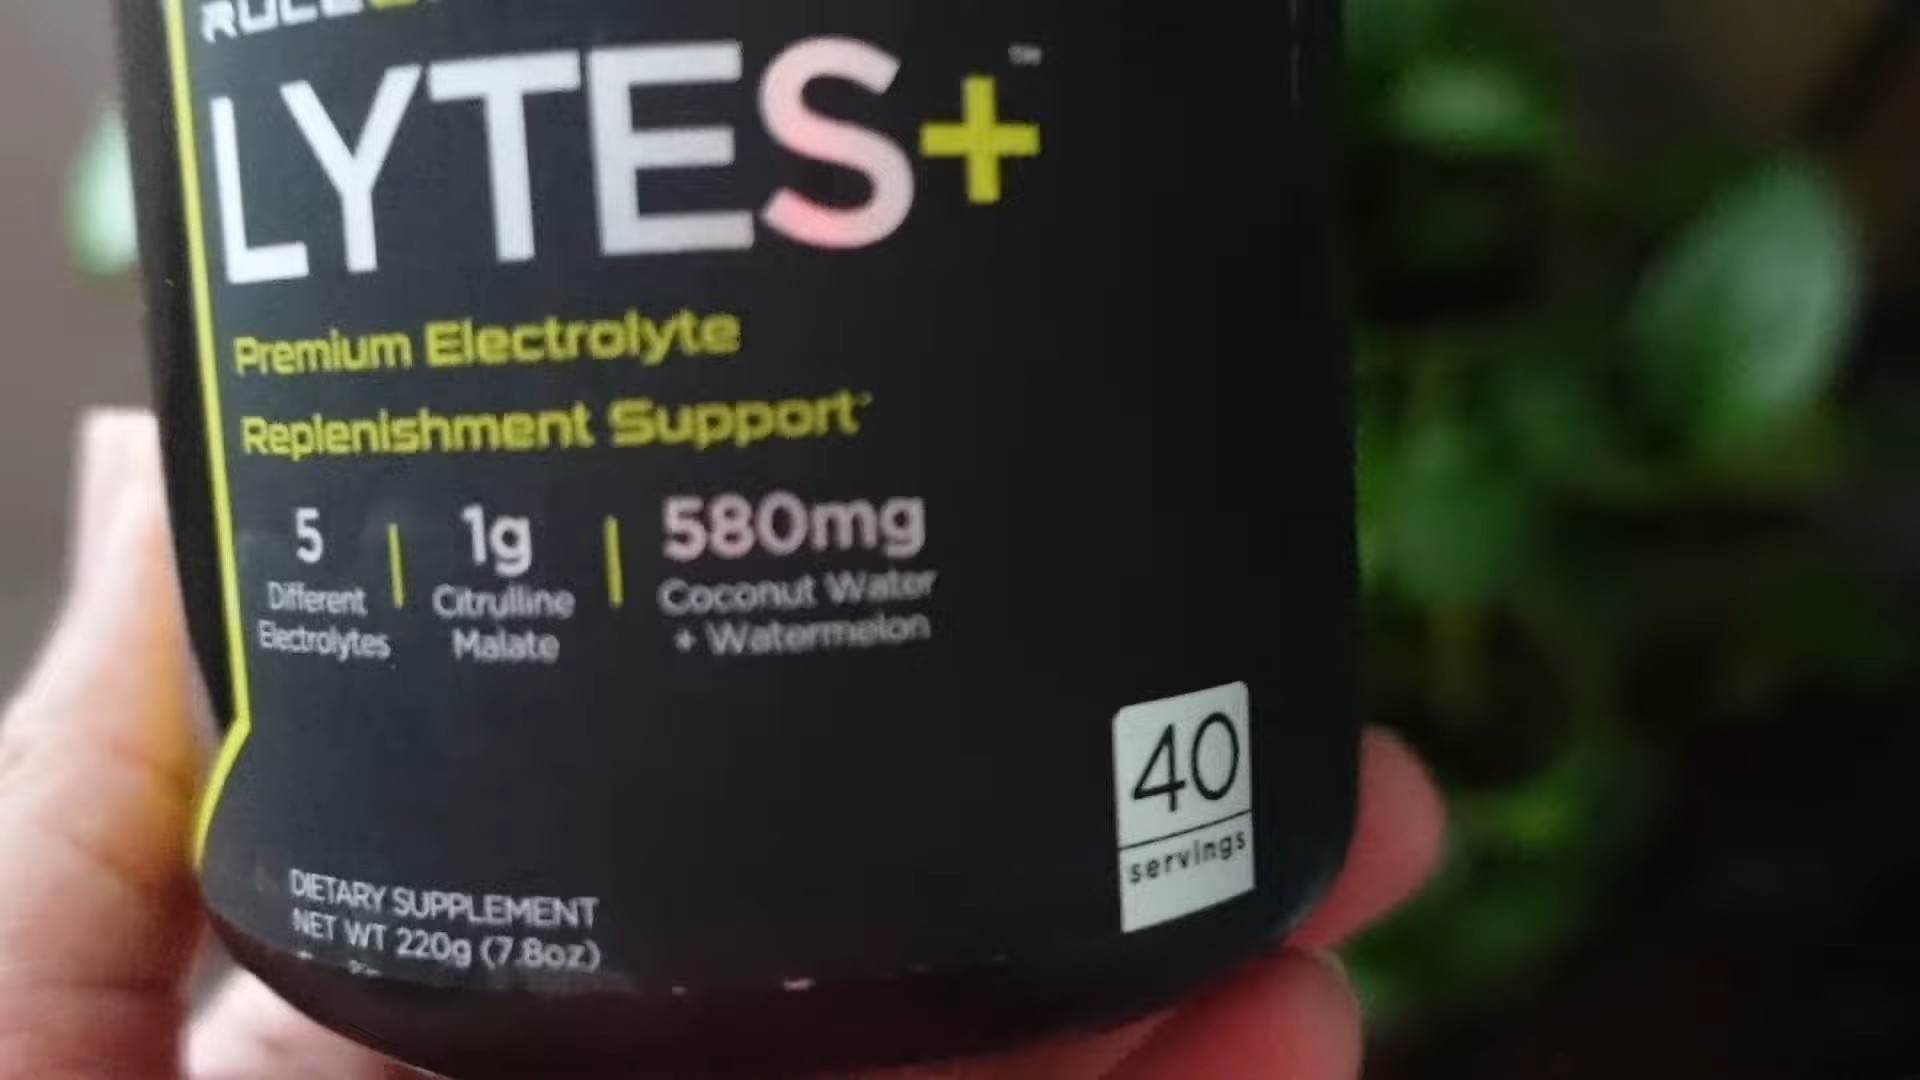 LYTES+™
Premium Electrolyte
Replenishment Support*
5
Different
Electrolytes
1g
Citrulline
Malate
580mg
Coconut Water
+ Watermelon
40
servings
DIETARY SUPPLEMENT
NET WT 220g (7.8oz)